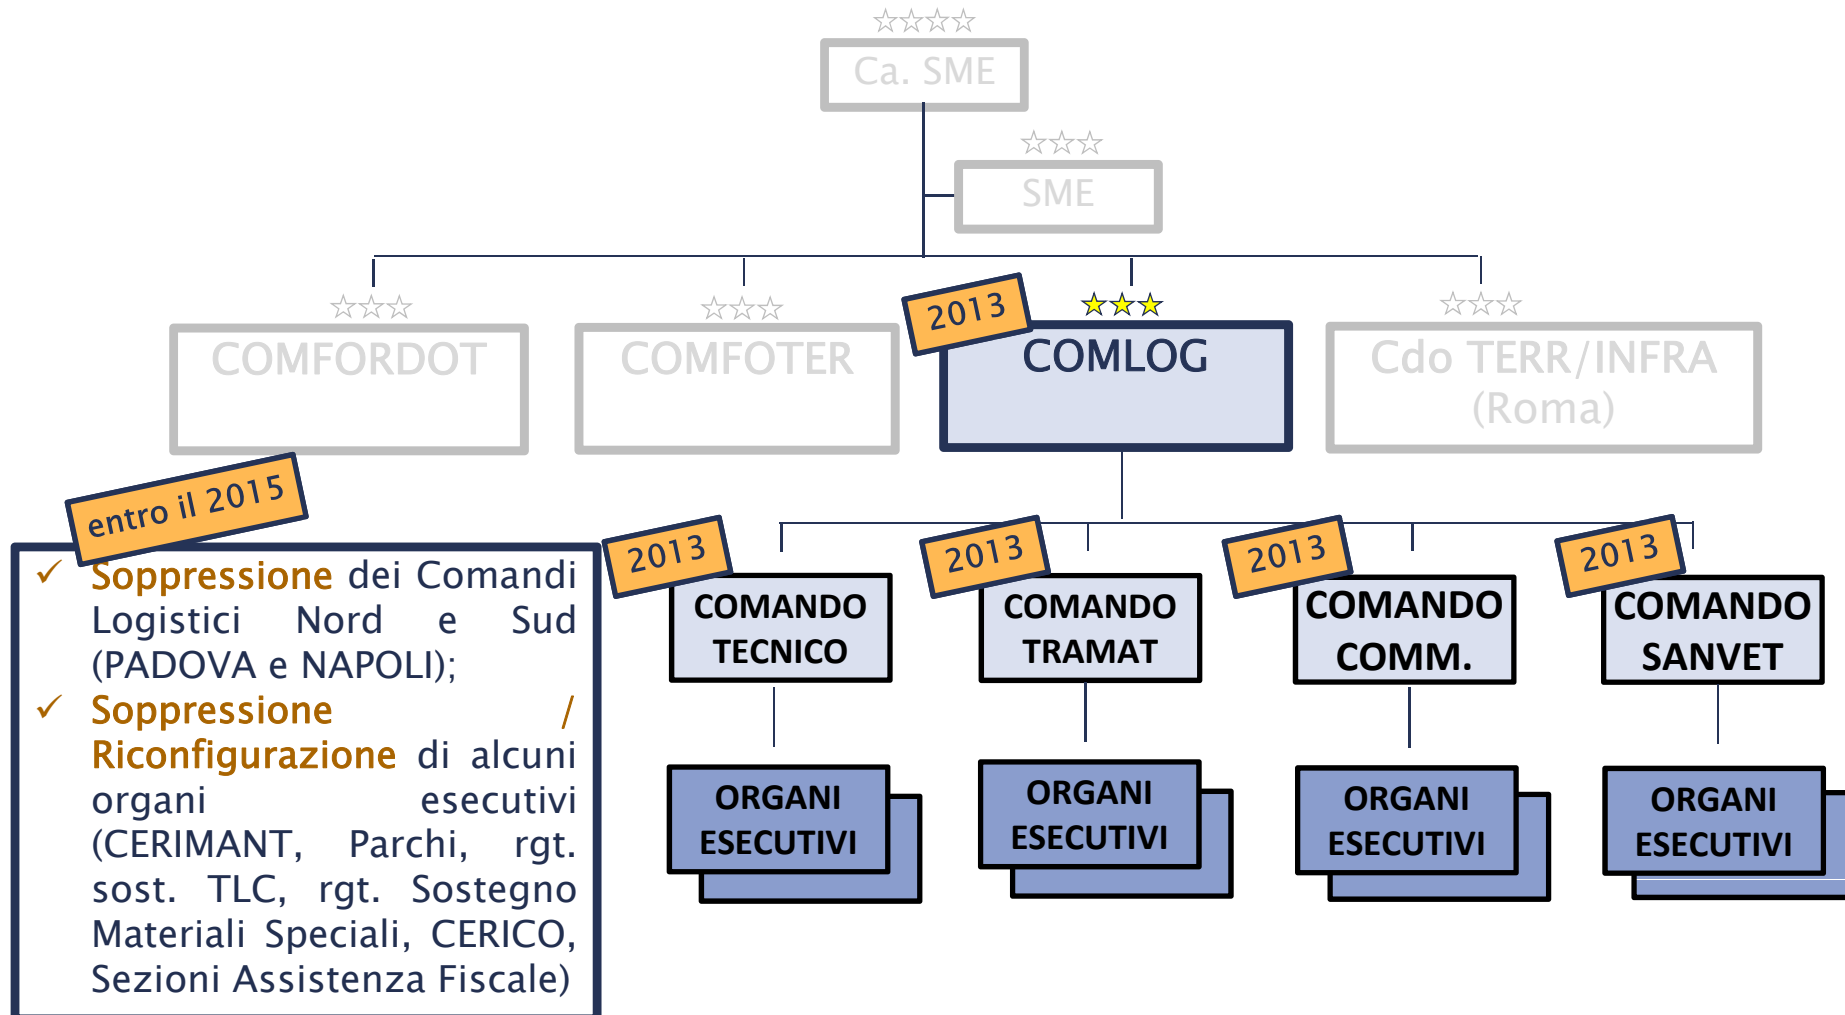 Ca. SME
SME
COMFORDOT
COMFOTER
2013
COMLOG
Cdo TERR/INFRA
(Roma)
entro il 2015
✓ Soppressione dei Comandi
Logistici Nord e Sud
(PADOVA e NAPOLI);
✓ Soppressione /
Riconfigurazione di alcuni
organi esecutivi
(CERIMANT, Parchi, rgt.
sost. TLC, rgt. Sostegno
Materiali Speciali, CERICO,
Sezioni Assistenza Fiscale)
2013
COMANDO
TECNICO
2013
COMANDO
TRAMAT
2013
COMANDO
COMM.
2013
COMANDO
SANVET
ORGANI
ESECUTIVI
ORGANI
ESECUTIVI
ORGANI
ESECUTIVI
ORGANI
ESECUTIVI